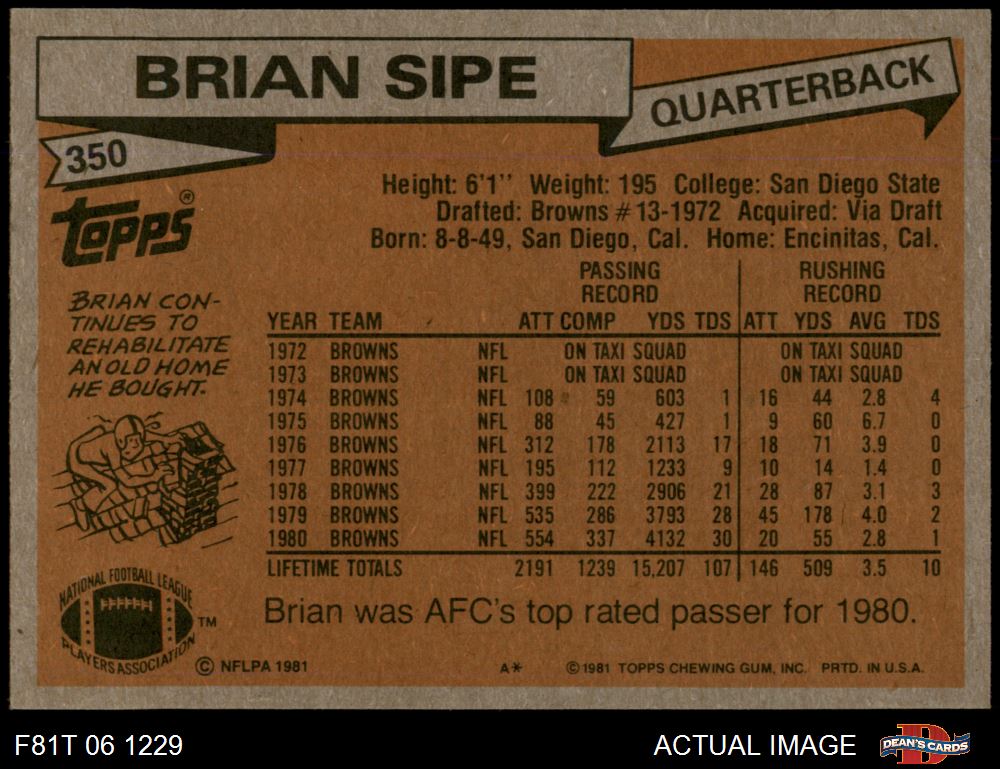 BRIAN SIPE
QUARTERBACK
350
TOPPS®
Height: 6'1'' Weight: 195 College: San Diego State
Drafted: Browns #13-1972 Acquired: Via Draft
Born: 8-8-49, San Diego, Cal. Home: Encinitas, Cal.
BRIAN CON-
TINUES TO
REHABILITATE
AN OLD HOME
HE BOUGHT.
PASSING RECORD RUSHING RECORD
YEAR TEAM ATT COMP YDS TDS ATT YDS AVG TDS
1972 BROWNS NFL ON TAXI SQUAD ON TAXI SQUAD
1973 BROWNS NFL ON TAXI SQUAD ON TAXI SQUAD
1974 BROWNS NFL 108 59 603 1 16 44 2.8 4
1975 BROWNS NFL 88 45 427 1 9 60 6.7 0
1976 BROWNS NFL 312 178 2113 17 18 71 3.9 0
1977 BROWNS NFL 195 112 1233 9 10 14 1.4 0
1978 BROWNS NFL 399 222 2906 21 28 87 3.1 3
1979 BROWNS NFL 535 286 3793 28 45 178 4.0 2
1980 BROWNS NFL 554 337 4132 30 20 55 2.8 1
LIFETIME TOTALS 2191 1239 15,207 107 146 509 3.5 10
Brian was AFC's top rated passer for 1980.
NATIONAL FOOTBALL LEAGUE
PLAYERS ASSOCIATION
TM
© NFLPA 1981 A* © 1981 TOPPS CHEWING GUM, INC. PRTD. IN U.S.A.
F81T 06 1229 ACTUAL IMAGE
D
DEAN'S CARDS